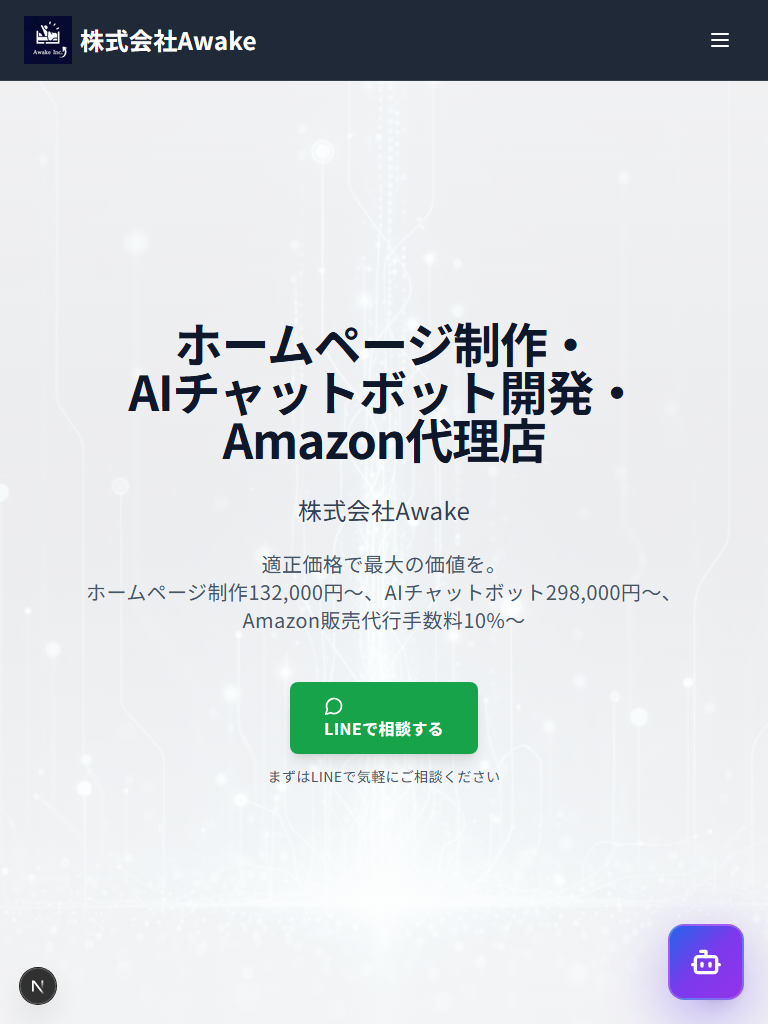 Awake Inc.
株式会社Awake
ホームページ制作・
AIチャットボット開発・
Amazon代理店
株式会社Awake
適正価格で最大の価値を。
ホームページ制作132,000円〜、AIチャットボット298,000円〜、
Amazon販売代行手数料10%〜
LINEで相談する
まずはLINEで気軽にご相談ください
N